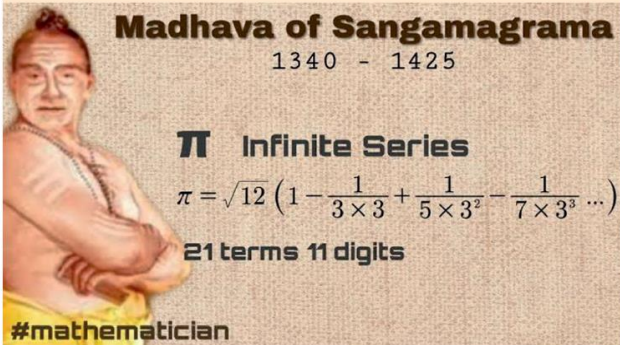 Madhava of Sangamagrama
1340 - 1425
π Infinite Series
π = √12 (1 - 1/(3 × 3) + 1/(5 × 3²) - 1/(7 × 3³) ...)
21 terms 11 digits
#mathematician